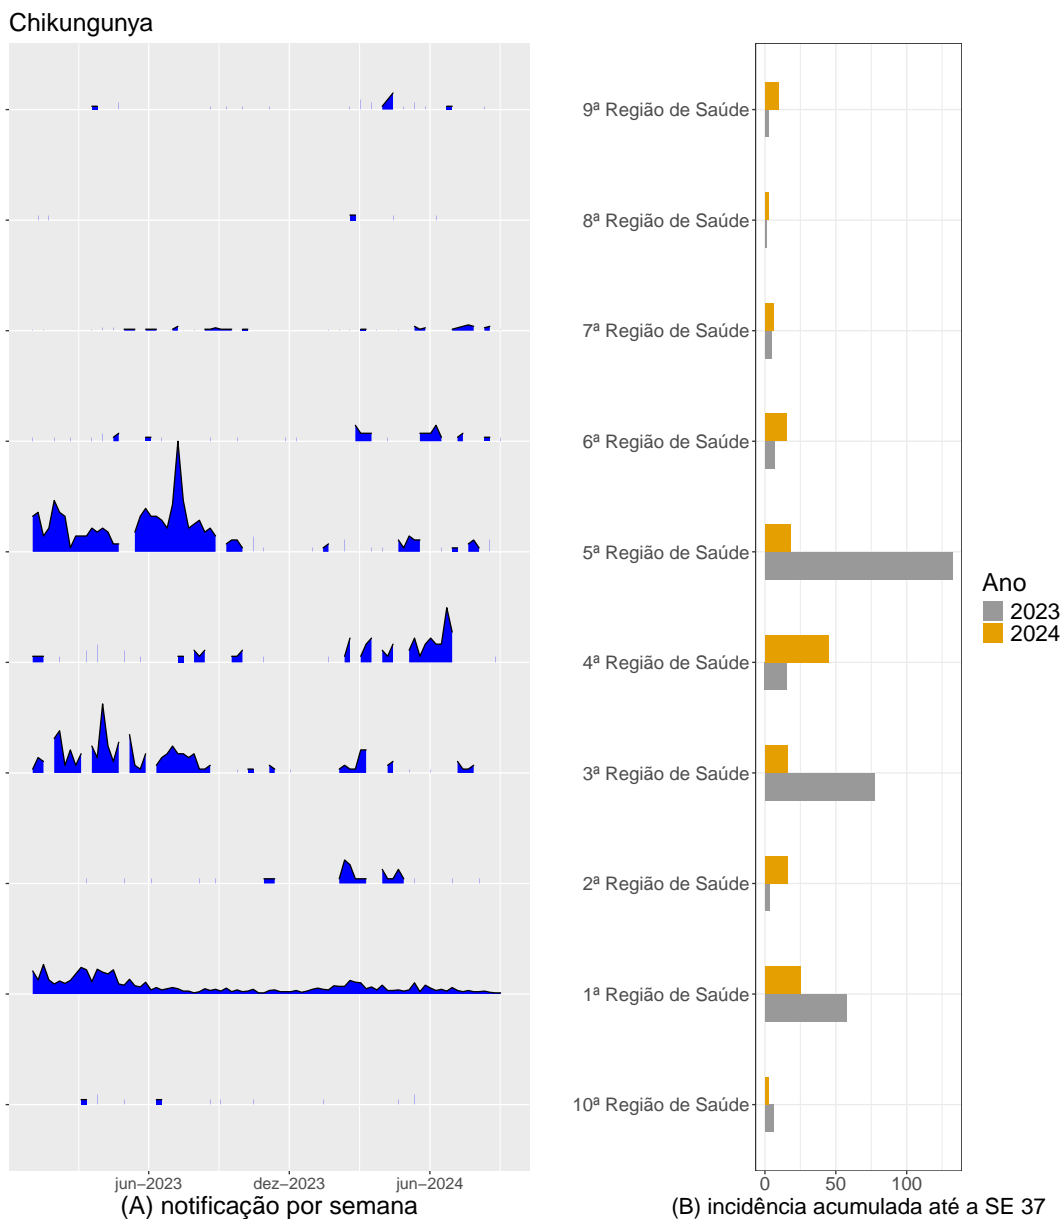 Chikungunya
9ª Região de Saúde
8ª Região de Saúde
7ª Região de Saúde
6ª Região de Saúde
5ª Região de Saúde
4ª Região de Saúde
3ª Região de Saúde
2ª Região de Saúde
1ª Região de Saúde
10ª Região de Saúde
jun−2023 dez−2023 jun−2024
(A) notificação por semana
0 50 100
(B) incidência acumulada até a SE 37
Ano
2023
2024